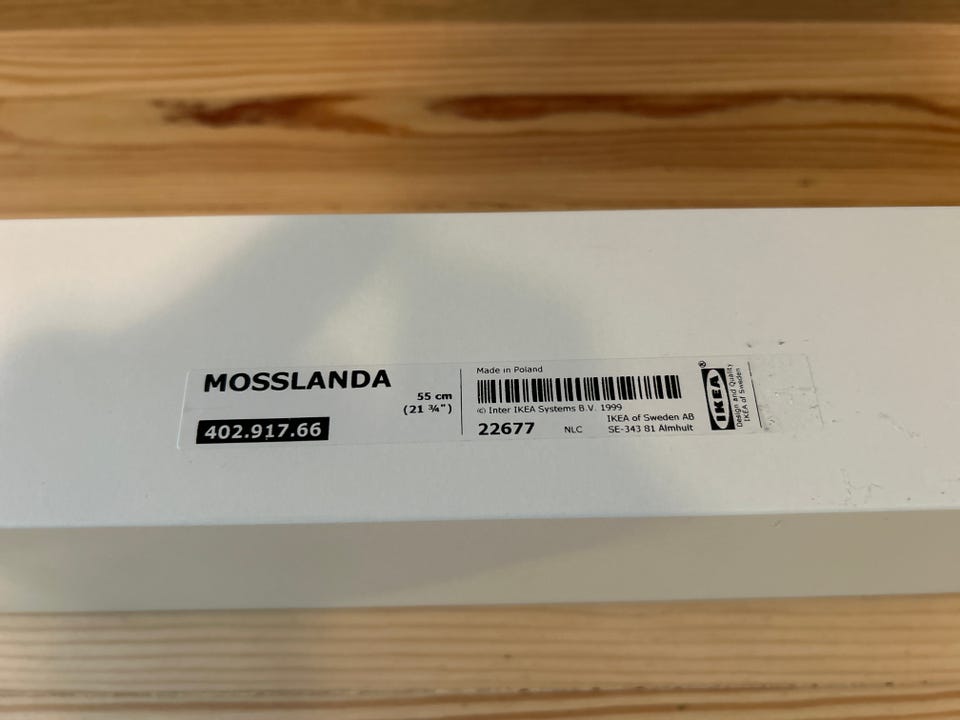 MOSSLANDA
55 cm
(21 ¾")
402.917.66
Made in Poland
© Inter IKEA Systems B.V. 1999
22677
NLC
IKEA of Sweden AB
SE-343 81 Älmhult
IKEA®
Design and Quality
IKEA of Sweden